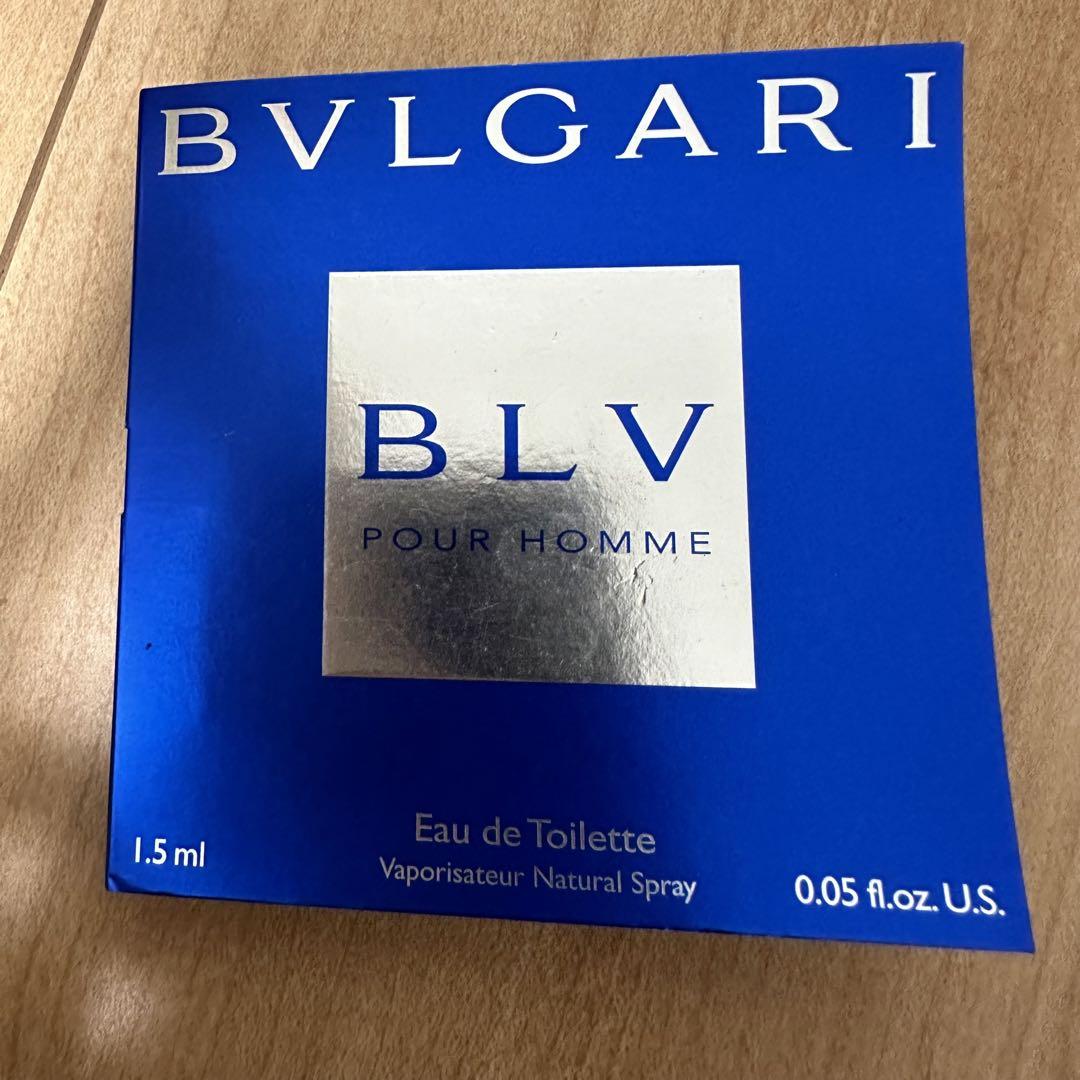 BVLGARI
BLV
POUR HOMME
Eau de Toilette
Vaporisateur Natural Spray
1.5 ml
0.05 fl.oz. U.S.